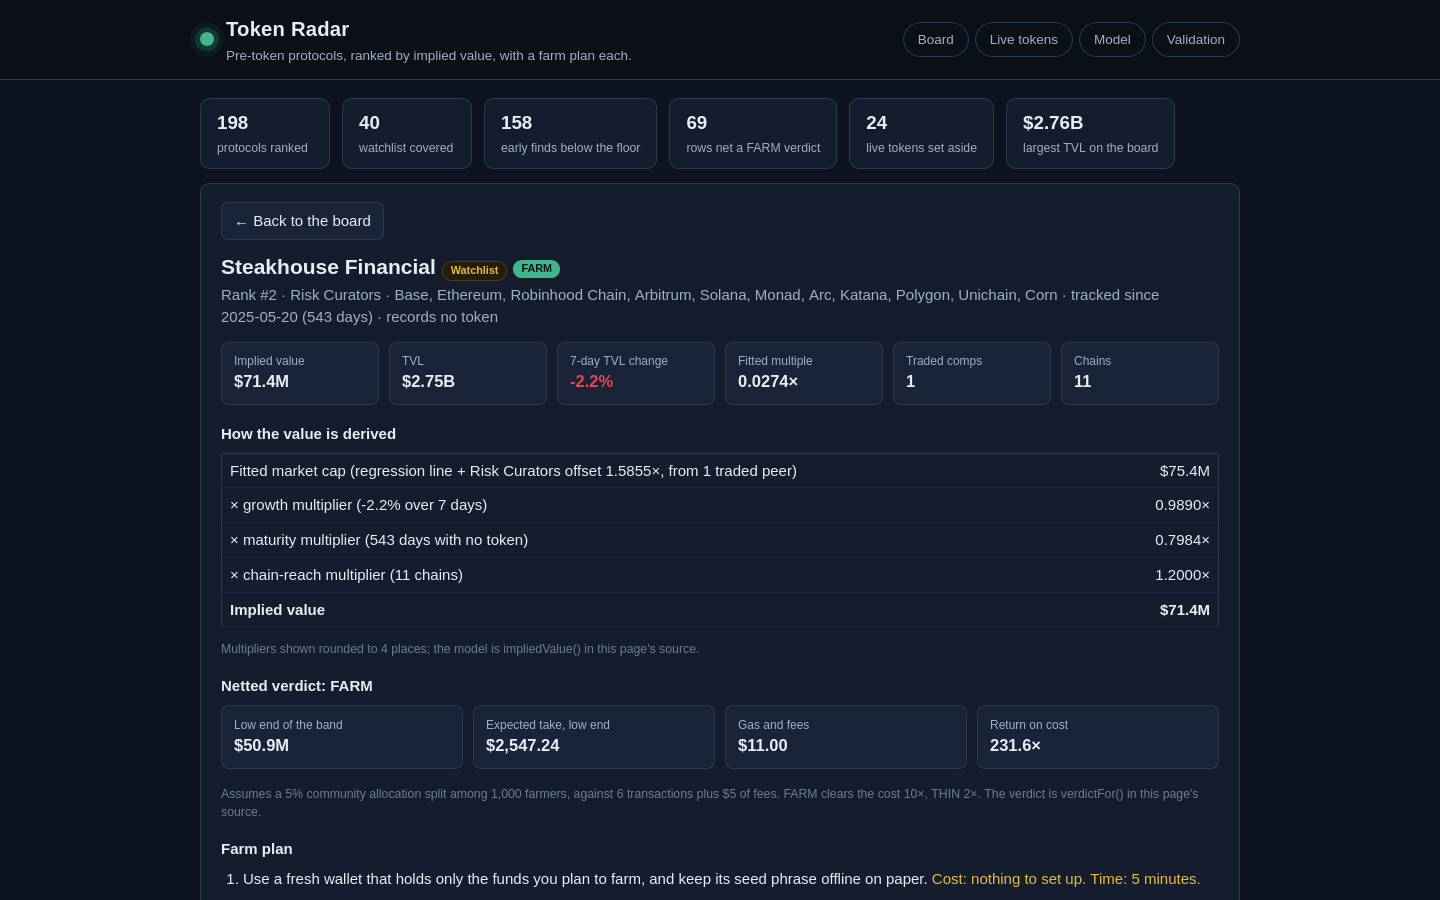 Token Radar
Pre-token protocols, ranked by implied value, with a farm plan each.
Board
Live tokens
Model
Validation
198
protocols ranked
40
watchlist covered
158
early finds below the floor
69
rows net a FARM verdict
24
live tokens set aside
$2.76B
largest TVL on the board
← Back to the board
Steakhouse Financial Watchlist FARM
Rank #2 · Risk Curators · Base, Ethereum, Robinhood Chain, Arbitrum, Solana, Monad, Arc, Katana, Polygon, Unichain, Corn · tracked since
2025-05-20 (543 days) · records no token
Implied value
$71.4M
TVL
$2.75B
7-day TVL change
-2.2%
Fitted multiple
0.0274×
Traded comps
1
Chains
11
How the value is derived
Fitted market cap (regression line + Risk Curators offset 1.5855×, from 1 traded peer) $75.4M
× growth multiplier (-2.2% over 7 days) 0.9890×
× maturity multiplier (543 days with no token) 0.7984×
× chain-reach multiplier (11 chains) 1.2000×
Implied value $71.4M
Multipliers shown rounded to 4 places; the model is impliedValue() in this page's source.
Netted verdict: FARM
Low end of the band
$50.9M
Expected take, low end
$2,547.24
Gas and fees
$11.00
Return on cost
231.6×
Assumes a 5% community allocation split among 1,000 farmers, against 6 transactions plus $5 of fees. FARM clears the cost 10×, THIN 2×. The verdict is verdictFor() in this page's
source.
Farm plan
1. Use a fresh wallet that holds only the funds you plan to farm, and keep its seed phrase offline on paper. Cost: nothing to set up. Time: 5 minutes.